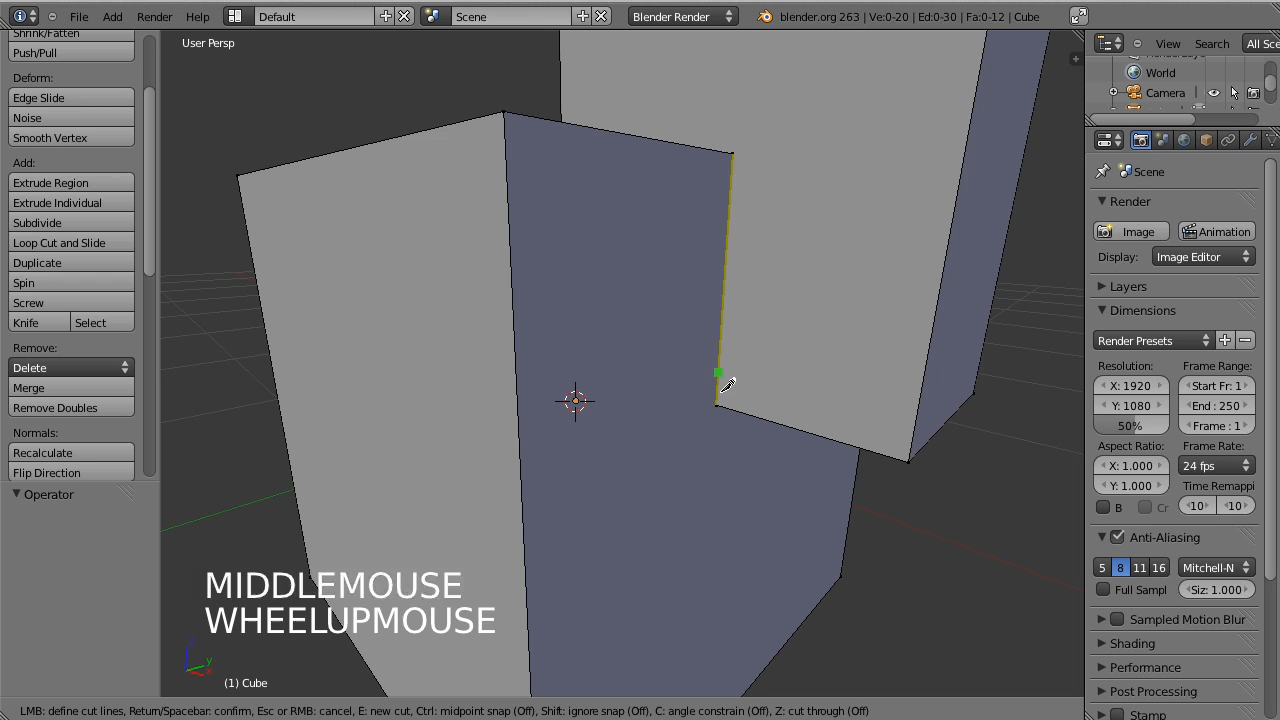 File Add Render Help Default Scene Blender Render blender.org 263 | Ve:0-20 | Ed:0-30 | Fa:0-12 | Cube
Shrink/Fatten
Push/Pull
Deform:
Edge Slide
Noise
Smooth Vertex
Add:
Extrude Region
Extrude Individual
Subdivide
Loop Cut and Slide
Duplicate
Spin
Screw
Knife Select
Remove:
Delete
Merge
Remove Doubles
Normals:
Recalculate
Flip Direction
Operator
User Persp
MIDDLEMOUSE
WHEELUPMOUSE
z
y
x
(1) Cube
LMB: define cut lines, Return/Spacebar: confirm, Esc or RMB: cancel, E: new cut, Ctrl: midpoint snap (Off), Shift: ignore snap (Off), C: angle constrain (Off), Z: cut through (Off)
View Search All Sce
World
Camera
Scene
Render
Image Animation
Display: Image Editor
Layers
Dimensions
Render Presets
Resolution: Frame Range:
X: 1920 Start Fr: 1
Y: 1080 End : 250
50% Frame : 1
Aspect Ratio: Frame Rate:
X: 1.000 24 fps
Y: 1.000 Time Remappi
B Cr 10 10
Anti-Aliasing
5 8 11 16 Mitchell-N
Full Sampl Siz: 1.000
Sampled Motion Blur
Shading
Performance
Post Processing
Stamp